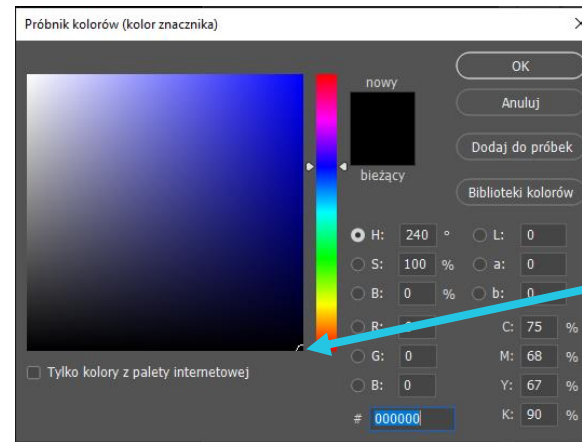 Próbnik kolorów (kolor znacznika)
OK
nowy
Anuluj
Dodaj do próbek
bieżący
Biblioteki kolorów
H: 240 ° L: 0
S: 100 % a: 0
B: 0 % b: 0
R: C: 75 %
G: 0 M: 68 %
B: 0 Y: 67 %
# 000000 K: 90 %
Tylko kolory z palety internetowej